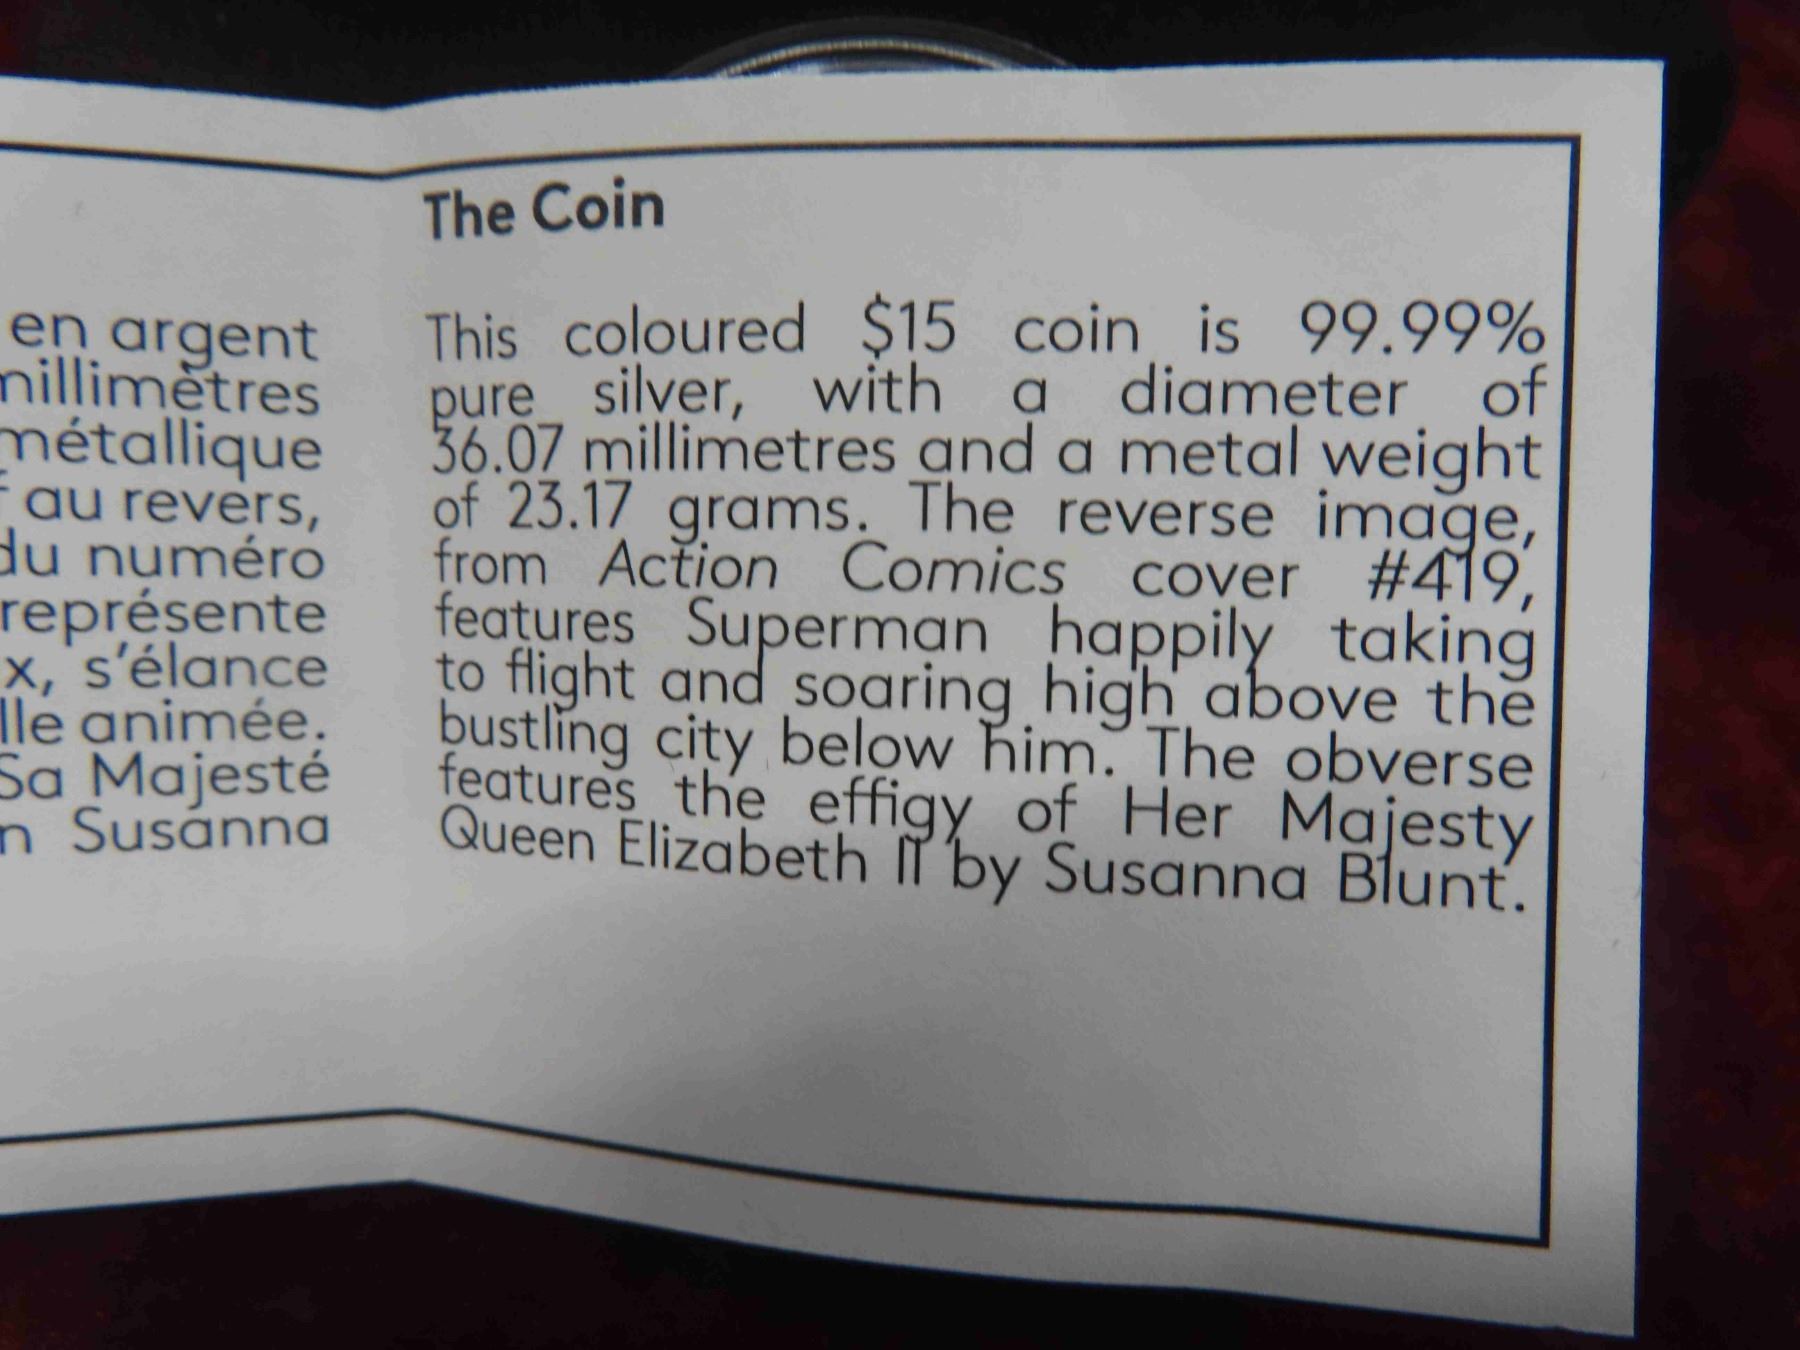 en argent
millimètres
métallique
au revers,
du numéro
représente
x, s'élance
lle animée.
Sa Majesté
n Susanna
The Coin
This coloured $15 coin is 99.99%
pure silver, with a diameter of
36.07 millimetres and a metal weight
of 23.17 grams. The reverse image,
from Action Comics cover #419,
features Superman happily taking
to flight and soaring high above the
bustling city below him. The obverse
features the effigy of Her Majesty
Queen Elizabeth II by Susanna Blunt.